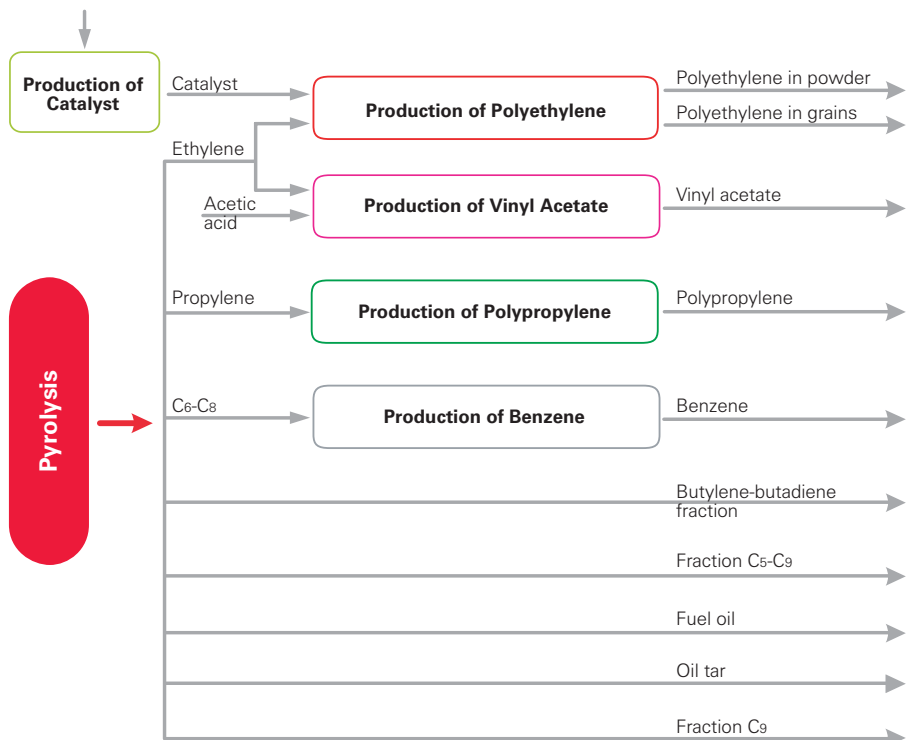 Production of
Catalyst
Catalyst
Production of Polyethylene
Polyethylene in powder
Polyethylene in grains
Ethylene
Acetic
acid
Production of Vinyl Acetate
Vinyl acetate
Propylene
Production of Polypropylene
Polypropylene
Pyrolysis
C6-C8
Production of Benzene
Benzene
Butylene-butadiene
fraction
Fraction C5-C9
Fuel oil
Oil tar
Fraction C9